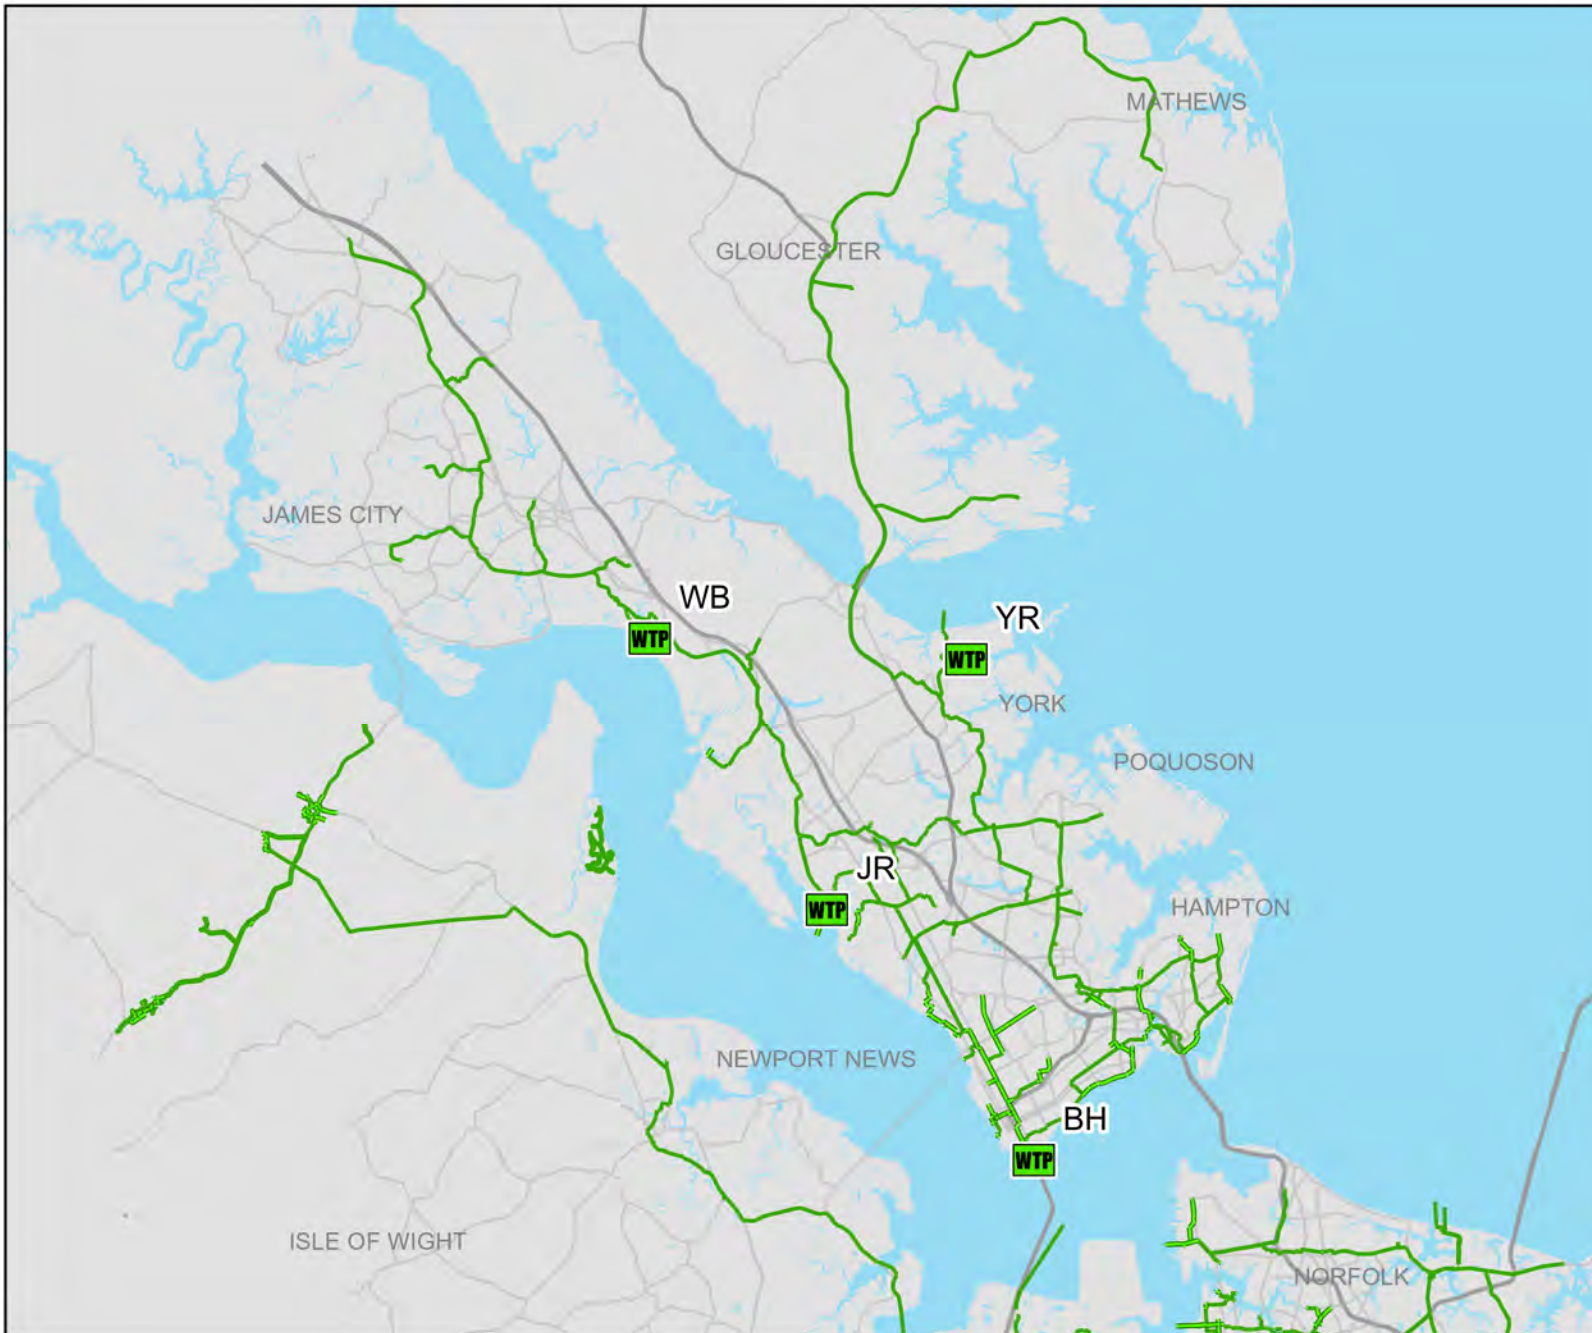 MATHEWS
GLOUCESTER
JAMES CITY
WB
WTP
YR
WTP
YORK
POQUOSON
JR
WTP
HAMPTON
NEWPORT NEWS
BH
WTP
ISLE OF WIGHT
NORFOLK